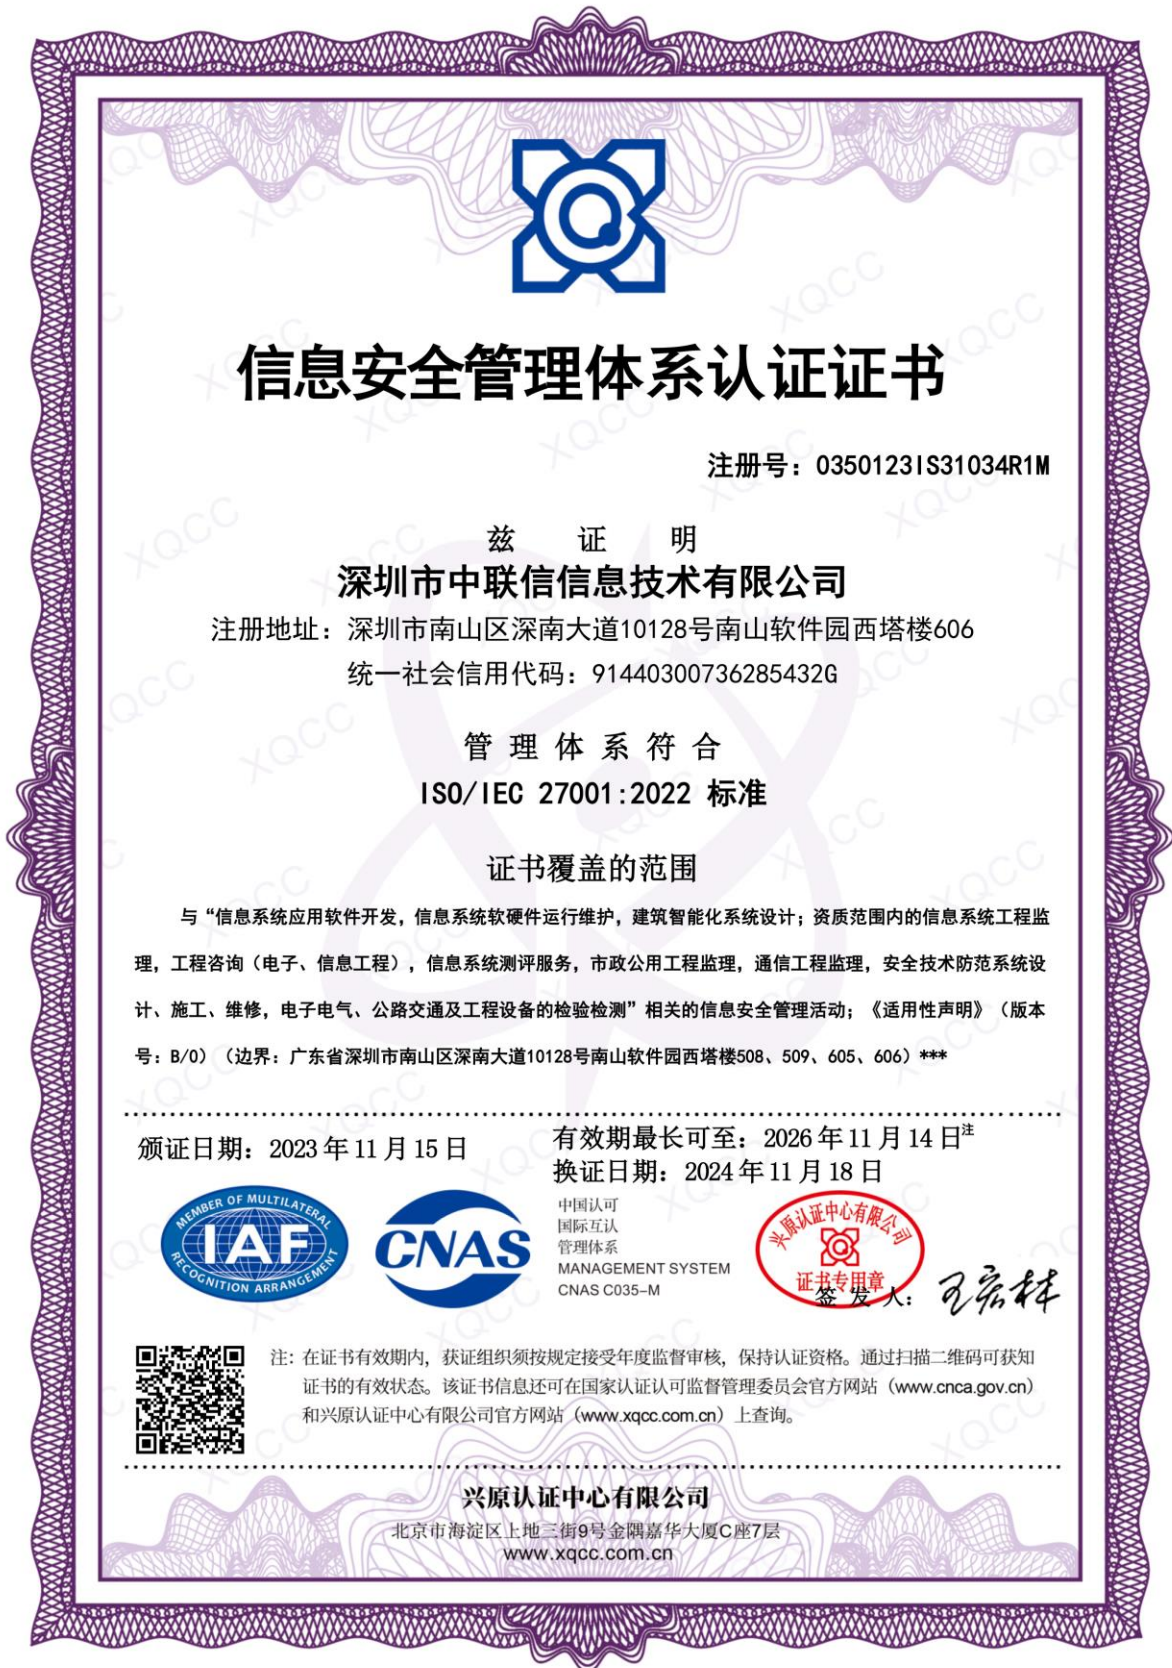 信息安全管理体系认证证书
注册号：0350123IS31034R1M
兹 证 明
深圳市中联信信息技术有限公司
注册地址：深圳市南山区深南大道10128号南山软件园西塔楼606
统一社会信用代码：91440300736285432G
管理体系符合
ISO/IEC 27001:2022 标准
证书覆盖的范围
与“信息系统应用软件开发，信息系统软硬件运行维护，建筑智能化系统设计；资质范围内的信息系统工程监
理，工程咨询（电子、信息工程），信息系统测评服务，市政公用工程监理，通信工程监理，安全技术防范系统设
计、施工、维修，电子电气、公路交通及工程设备的检验检测”相关的信息安全管理活动；《适用性声明》（版本
号：B/0）（边界：广东省深圳市南山区深南大道10128号南山软件园西塔楼508、509、605、606）***
颁证日期：2023年11月15日
有效期最长可至：2026年11月14日注
换证日期：2024年11月18日
MEMBER OF MULTILATERAL
IAF
RECOGNITION ARRANGEMENT
CNAS
中国认可
国际互认
管理体系
MANAGEMENT SYSTEM
CNAS C035-M
兴原认证中心有限公司
证书专用章
签 发 人：
王宏林
注：在证书有效期内，获证组织须按规定接受年度监督审核，保持认证资格。通过扫描二维码可获知
证书的有效状态。该证书信息还可在国家认证认可监督管理委员会官方网站（www.cnca.gov.cn）
和兴原认证中心有限公司官方网站（www.xqcc.com.cn）上查询。
兴原认证中心有限公司
北京市海淀区上地三街9号金隅嘉华大厦C座7层
www.xqcc.com.cn
XQCC